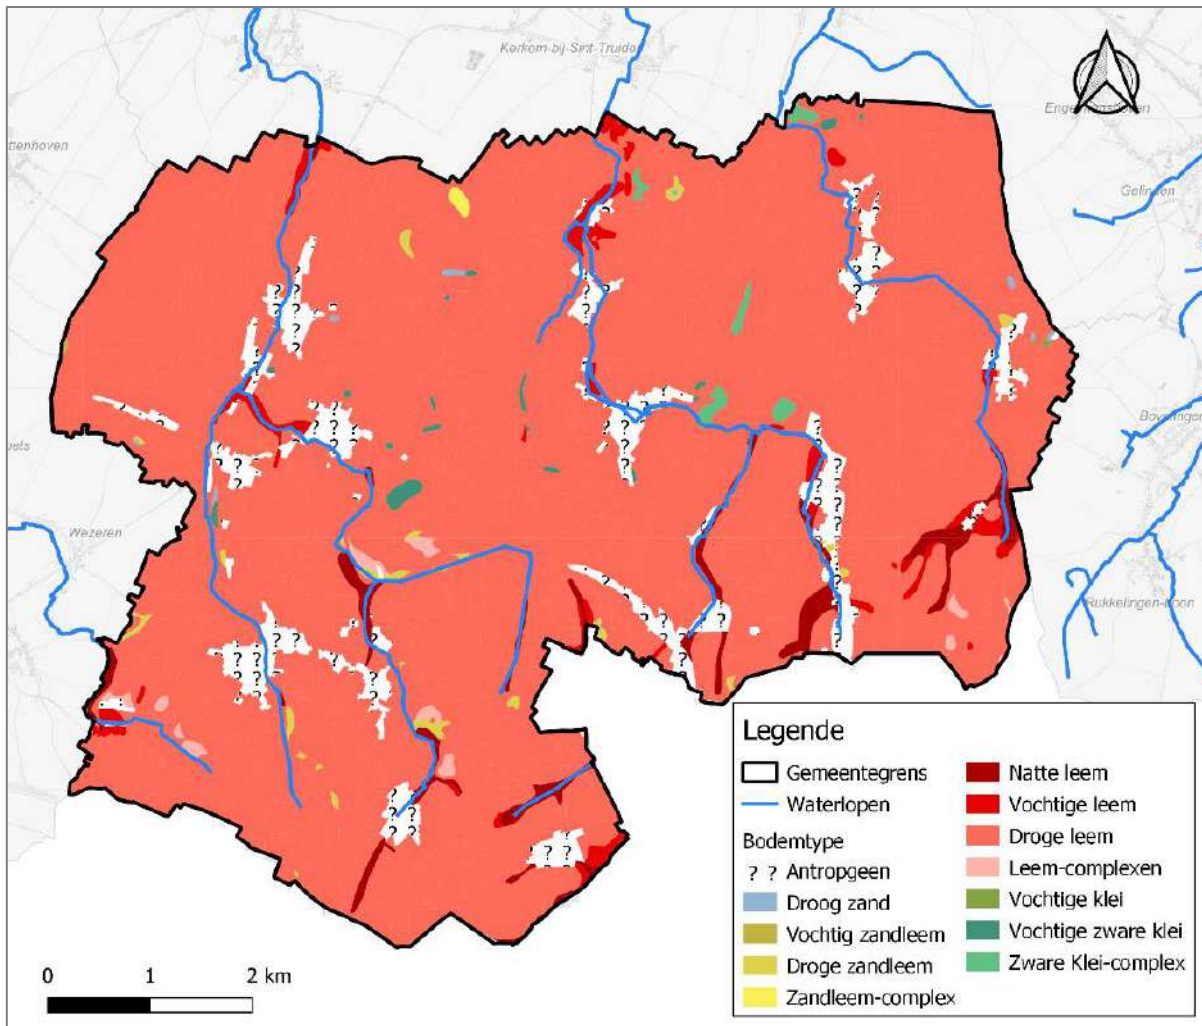 Kerkom-bij-Sint-Truiden
ttenhoven
Gelinden
Wezeren
Legende
Gemeentegrens
Waterlopen
Bodemtype
? ? Antropgeen
Droog zand
Vochtig zandleem
Droge zandleem
Zandleem-complex
Natte leem
Vochtige leem
Droge leem
Leem-complexen
Vochtige klei
Vochtige zware klei
Zware Klei-complex
0 1 2 km